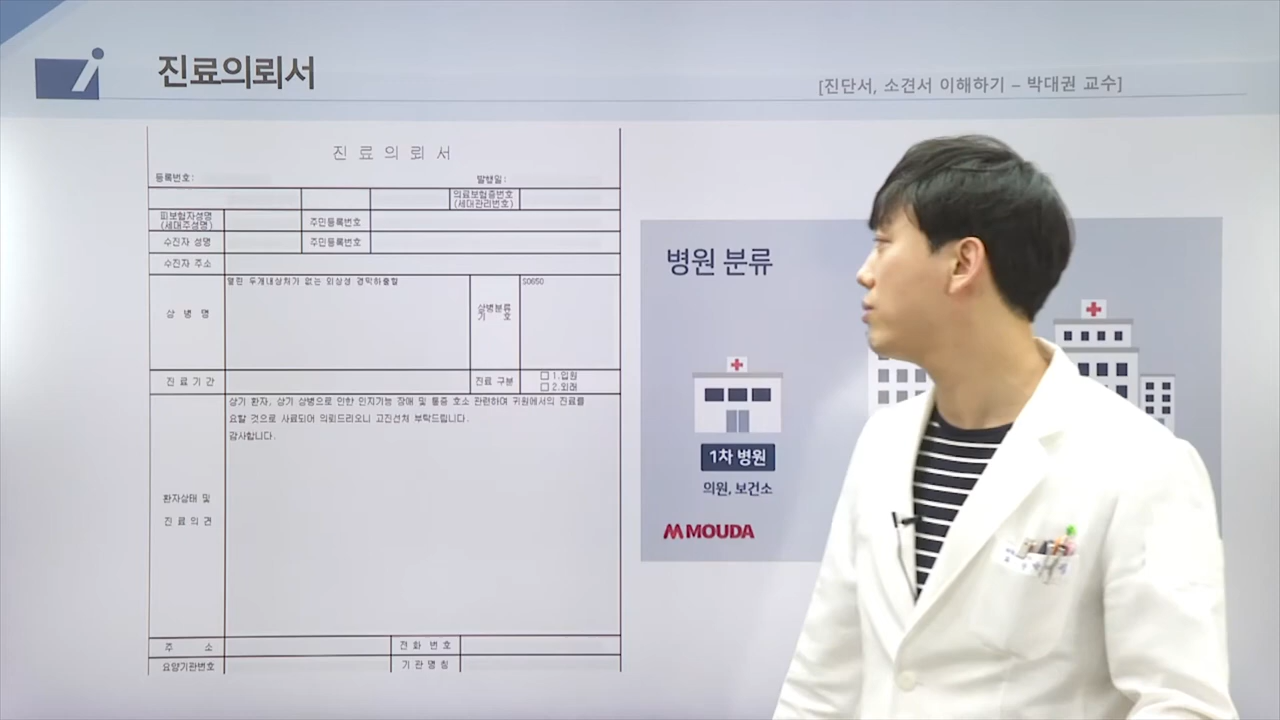 진료의뢰서
[진단서, 소견서 이해하기 – 박대권 교수]
진 료 의 뢰 서
등록번호:
발행일:
의료보험증번호
(세대관리번호)
피보험자성명
(세대주성명)
주민등록번호
수진자 성명
주민등록번호
수진자 주소
상 병 명
열린 두개내상처가 없는 외상성 경막하출혈
상병분류
기 호
S0650
진 료 기 간
진료 구분
□ 1.입원
□ 2.외래
환자상태 및
진 료 의 견
상기 환자, 상기 상병으로 인한 인지기능 장애 및 통증 호소 관련하여 귀원에서의 진료를
요할 것으로 사료되어 의뢰드리오니 고진선처 부탁드립니다.
감사합니다.
주 소
전 화 번 호
요양기관번호
기 관 명 칭
병원 분류
1차 병원
의원, 보건소
MOUDA